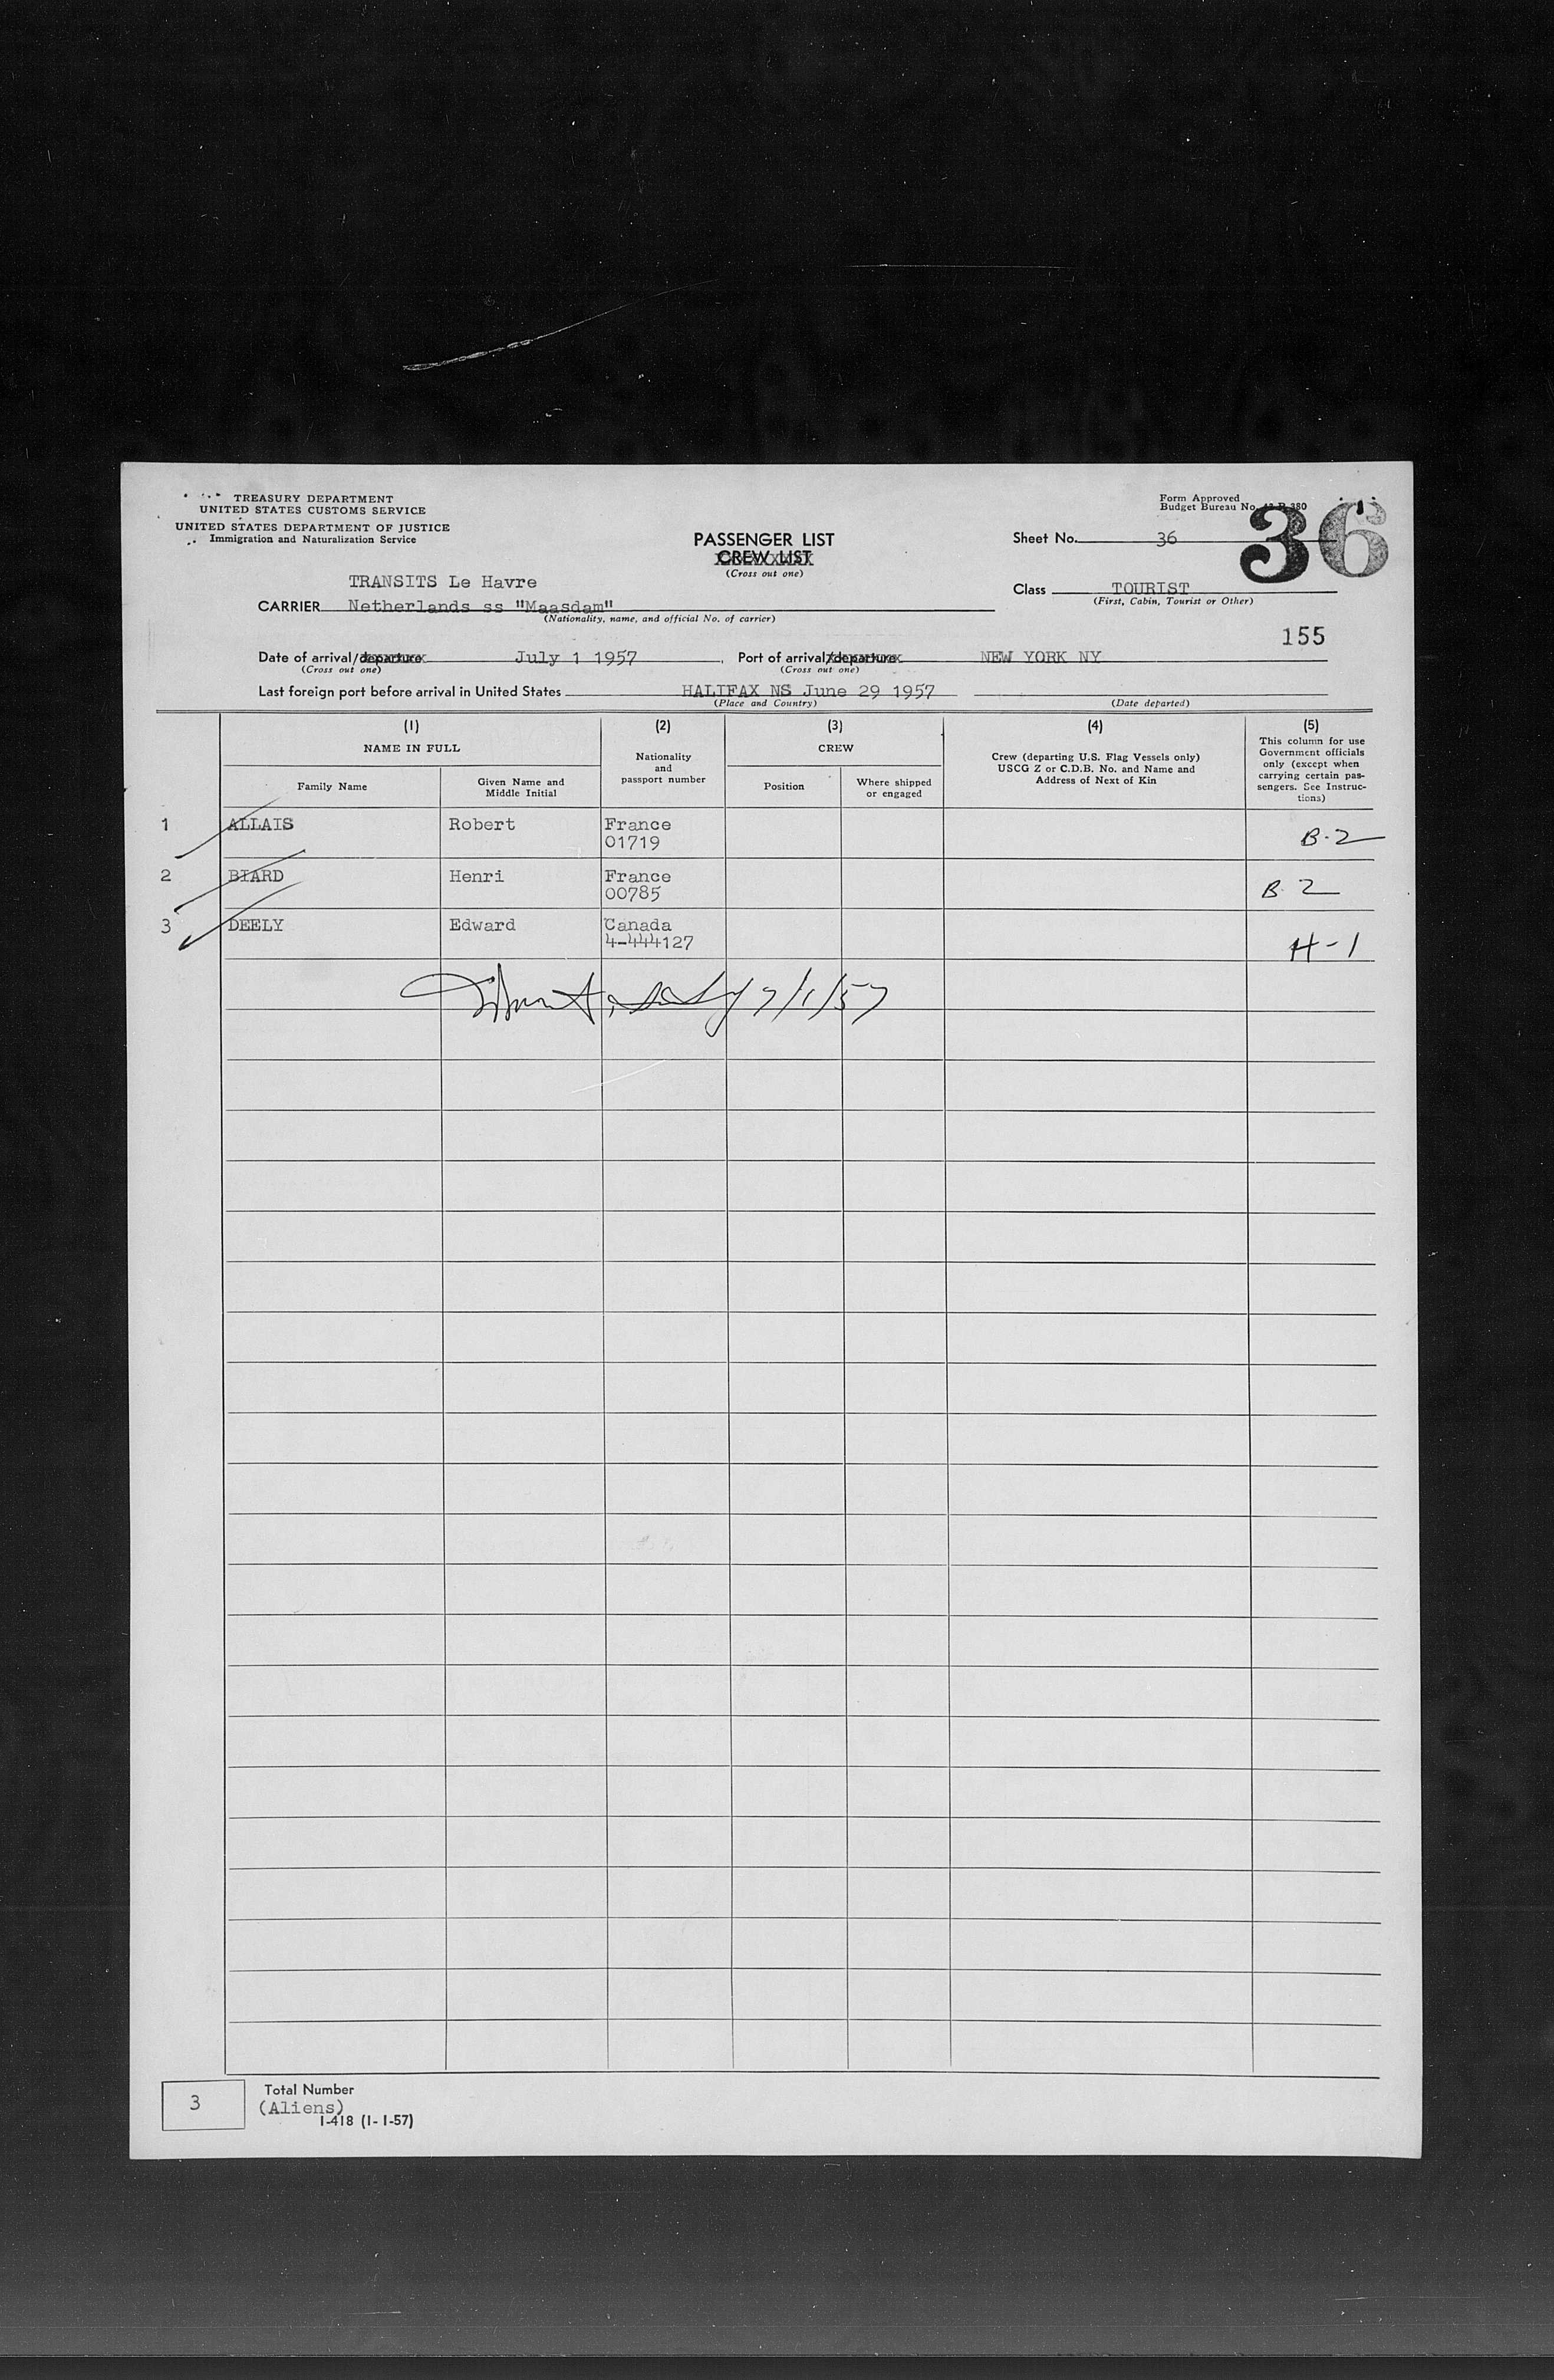 TREASURY DEPARTMENT
UNITED STATES CUSTOMS SERVICE
UNITED STATES DEPARTMENT OF JUSTICE
Immigration and Naturalization Service
PASSENGER LIST
CREW LIST
(Cross out one)
Form Approved
Budget Bureau No.
36
Sheet No. 36
Class TOURIST
(First, Cabin, Tourist or Other)
TRANSITS Le Havre
CARRIER Netherlands ss "Maasdam"
(Nationality, name, and official No. of carrier)
155
Date of arrival/departure July 1 1957, Port of arrival/departure NEW YORK NY
(Cross out one) (Cross out one)
Last foreign port before arrival in United States HALIFAX NS June 29 1957
(Place and Country) (Date departed)
(1) (2) (3) (4) (5)
NAME IN FULL
Family Name
Given Name and
Middle Initial
Nationality
and
passport number
CREW
Position
Where shipped
or engaged
Crew (departing U.S. Flag Vessels only)
USCG Z or C.D.B. No. and Name and
Address of Next of Kin
This column for use
Government officials
only (except when
carrying certain pas-
sengers. See Instruc-
tions)
1 ALLAIS Robert France
01719 B-2
2 BIARD Henri France
00785 B 2
3 DEELY Edward Canada
4-444127 H-1
7/1/57
3 Total Number
(Aliens)
I-418 (1-1-57)